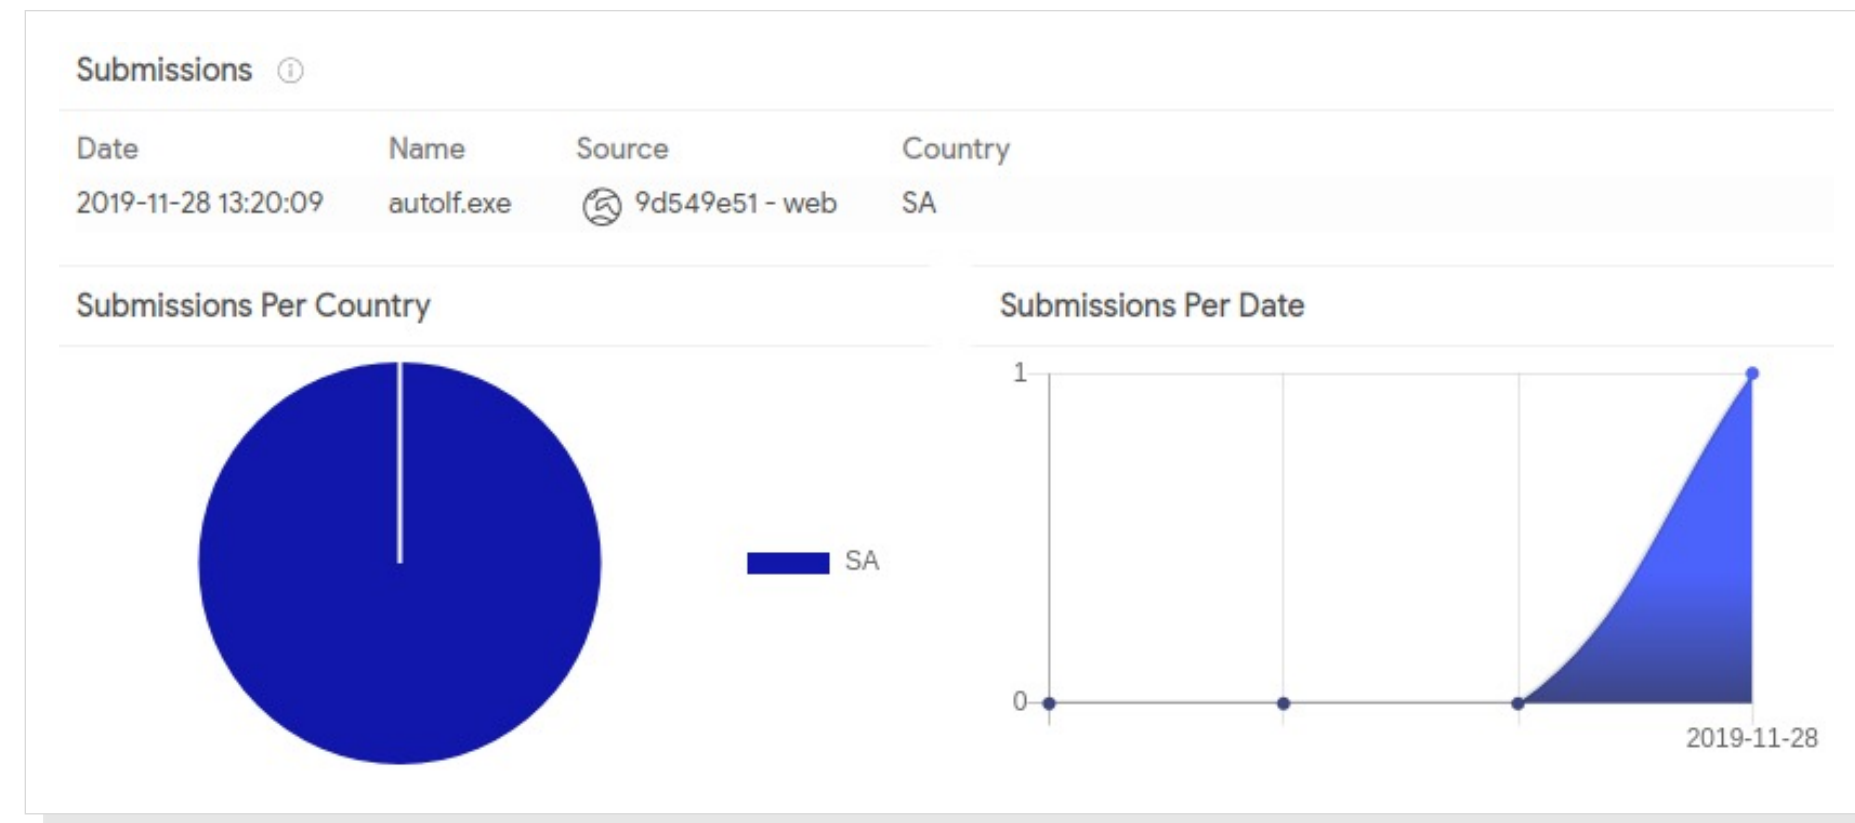 Submissions
Date Name Source Country
2019-11-28 13:20:09 autolf.exe 9d549e51 - web SA
Submissions Per Country
SA
Submissions Per Date
1
0
2019-11-28